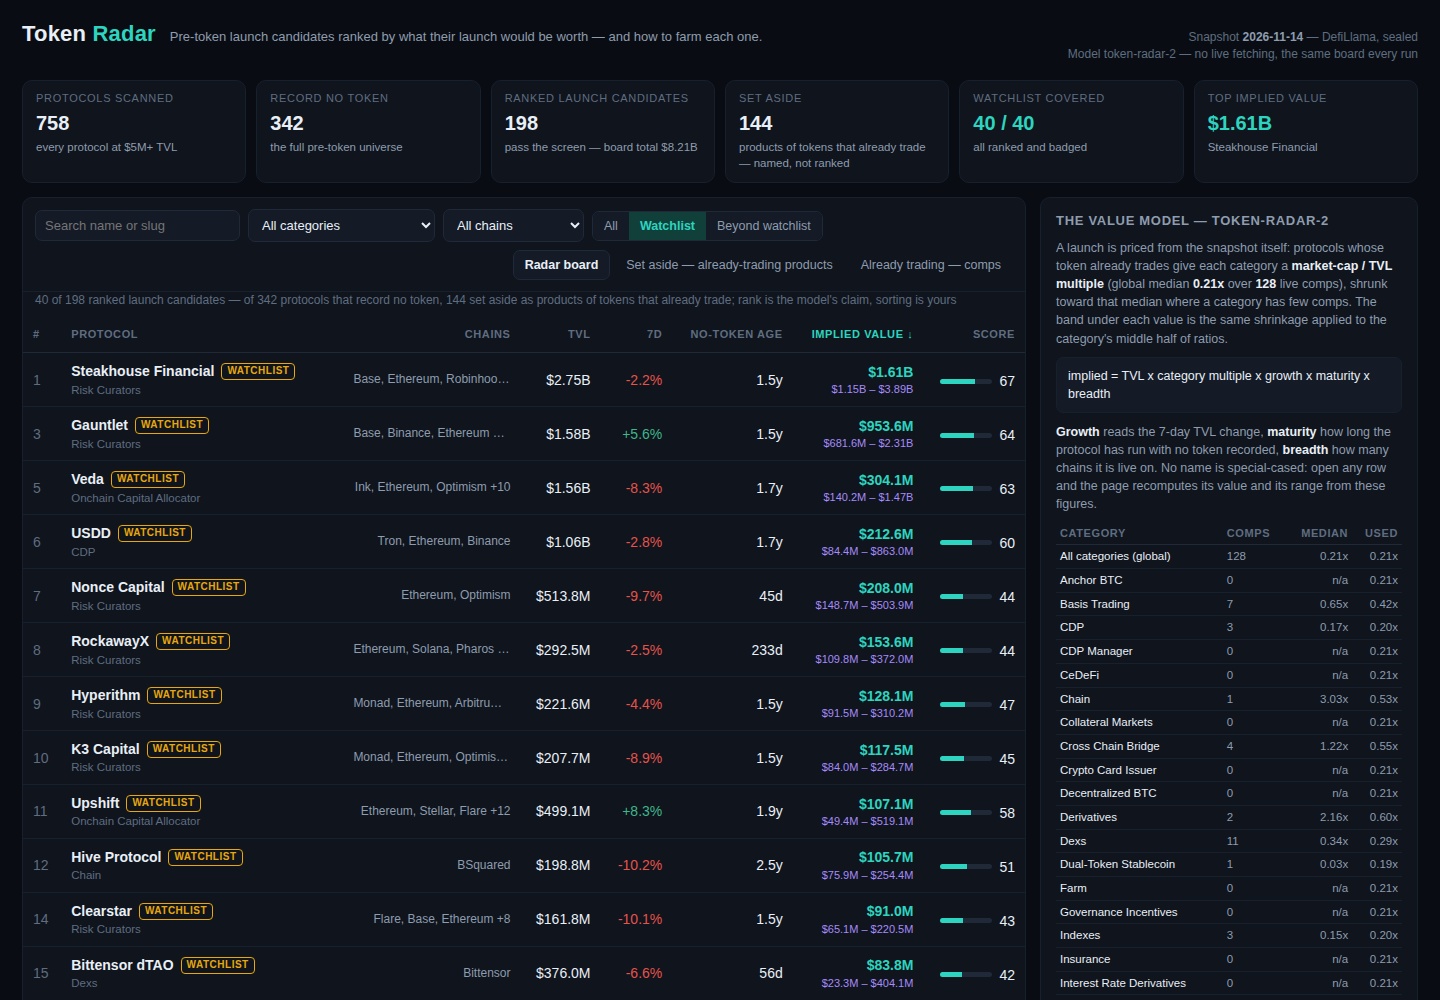 Token Radar
Pre-token launch candidates ranked by what their launch would be worth — and how to farm each one.
Snapshot 2026-11-14 — DefiLlama, sealed
Model token-radar-2 — no live fetching, the same board every run
PROTOCOLS SCANNED
758
every protocol at $5M+ TVL
RECORD NO TOKEN
342
the full pre-token universe
RANKED LAUNCH CANDIDATES
198
pass the screen — board total $8.21B
SET ASIDE
144
products of tokens that already trade
— named, not ranked
WATCHLIST COVERED
40 / 40
all ranked and badged
TOP IMPLIED VALUE
$1.61B
Steakhouse Financial
Search name or slug
All categories
All chains
All Watchlist Beyond watchlist
Radar board Set aside — already-trading products Already trading — comps
40 of 198 ranked launch candidates — of 342 protocols that record no token, 144 set aside as products of tokens that already trade; rank is the model's claim, sorting is yours
# PROTOCOL CHAINS TVL 7D NO-TOKEN AGE IMPLIED VALUE ↓ SCORE
1 Steakhouse Financial WATCHLIST Base, Ethereum, Robinhoo… $2.75B -2.2% 1.5y $1.61B 67
Risk Curators $1.15B – $3.89B
3 Gauntlet WATCHLIST Base, Binance, Ethereum … $1.58B +5.6% 1.5y $953.6M 64
Risk Curators $681.6M – $2.31B
5 Veda WATCHLIST Ink, Ethereum, Optimism +10 $1.56B -8.3% 1.7y $304.1M 63
Onchain Capital Allocator $140.2M – $1.47B
6 USDD WATCHLIST Tron, Ethereum, Binance $1.06B -2.8% 1.7y $212.6M 60
CDP $84.4M – $863.0M
7 Nonce Capital WATCHLIST Ethereum, Optimism $513.8M -9.7% 45d $208.0M 44
Risk Curators $148.7M – $503.9M
8 RockawayX WATCHLIST Ethereum, Solana, Pharos … $292.5M -2.5% 233d $153.6M 44
Risk Curators $109.8M – $372.0M
9 Hyperithm WATCHLIST Monad, Ethereum, Arbitru… $221.6M -4.4% 1.5y $128.1M 47
Risk Curators $91.5M – $310.2M
10 K3 Capital WATCHLIST Monad, Ethereum, Optimis… $207.7M -8.9% 1.5y $117.5M 45
Risk Curators $84.0M – $284.7M
11 Upshift WATCHLIST Ethereum, Stellar, Flare +12 $499.1M +8.3% 1.9y $107.1M 58
Onchain Capital Allocator $49.4M – $519.1M
12 Hive Protocol WATCHLIST BSquared $198.8M -10.2% 2.5y $105.7M 51
Chain $75.9M – $254.4M
14 Clearstar WATCHLIST Flare, Base, Ethereum +8 $161.8M -10.1% 1.5y $91.0M 43
Risk Curators $65.1M – $220.5M
15 Bittensor dTAO WATCHLIST Bittensor $376.0M -6.6% 56d $83.8M 42
Dexs $23.3M – $404.1M
THE VALUE MODEL — TOKEN-RADAR-2
A launch is priced from the snapshot itself: protocols whose
token already trades give each category a market-cap / TVL
multiple (global median 0.21x over 128 live comps), shrunk
toward that median where a category has few comps. The
band under each value is the same shrinkage applied to the
category's middle half of ratios.
implied = TVL x category multiple x growth x maturity x
breadth
Growth reads the 7-day TVL change, maturity how long the
protocol has run with no token recorded, breadth how many
chains it is live on. No name is special-cased: open any row
and the page recomputes its value and its range from these
figures.
CATEGORY COMPS MEDIAN USED
All categories (global) 128 0.21x 0.21x
Anchor BTC 0 n/a 0.21x
Basis Trading 7 0.65x 0.42x
CDP 3 0.17x 0.20x
CDP Manager 0 n/a 0.21x
CeDeFi 0 n/a 0.21x
Chain 1 3.03x 0.53x
Collateral Markets 0 n/a 0.21x
Cross Chain Bridge 4 1.22x 0.55x
Crypto Card Issuer 0 n/a 0.21x
Decentralized BTC 0 n/a 0.21x
Derivatives 2 2.16x 0.60x
Dexs 11 0.34x 0.29x
Dual-Token Stablecoin 1 0.03x 0.19x
Farm 0 n/a 0.21x
Governance Incentives 0 n/a 0.21x
Indexes 3 0.15x 0.20x
Insurance 0 n/a 0.21x
Interest Rate Derivatives 0 n/a 0.21x